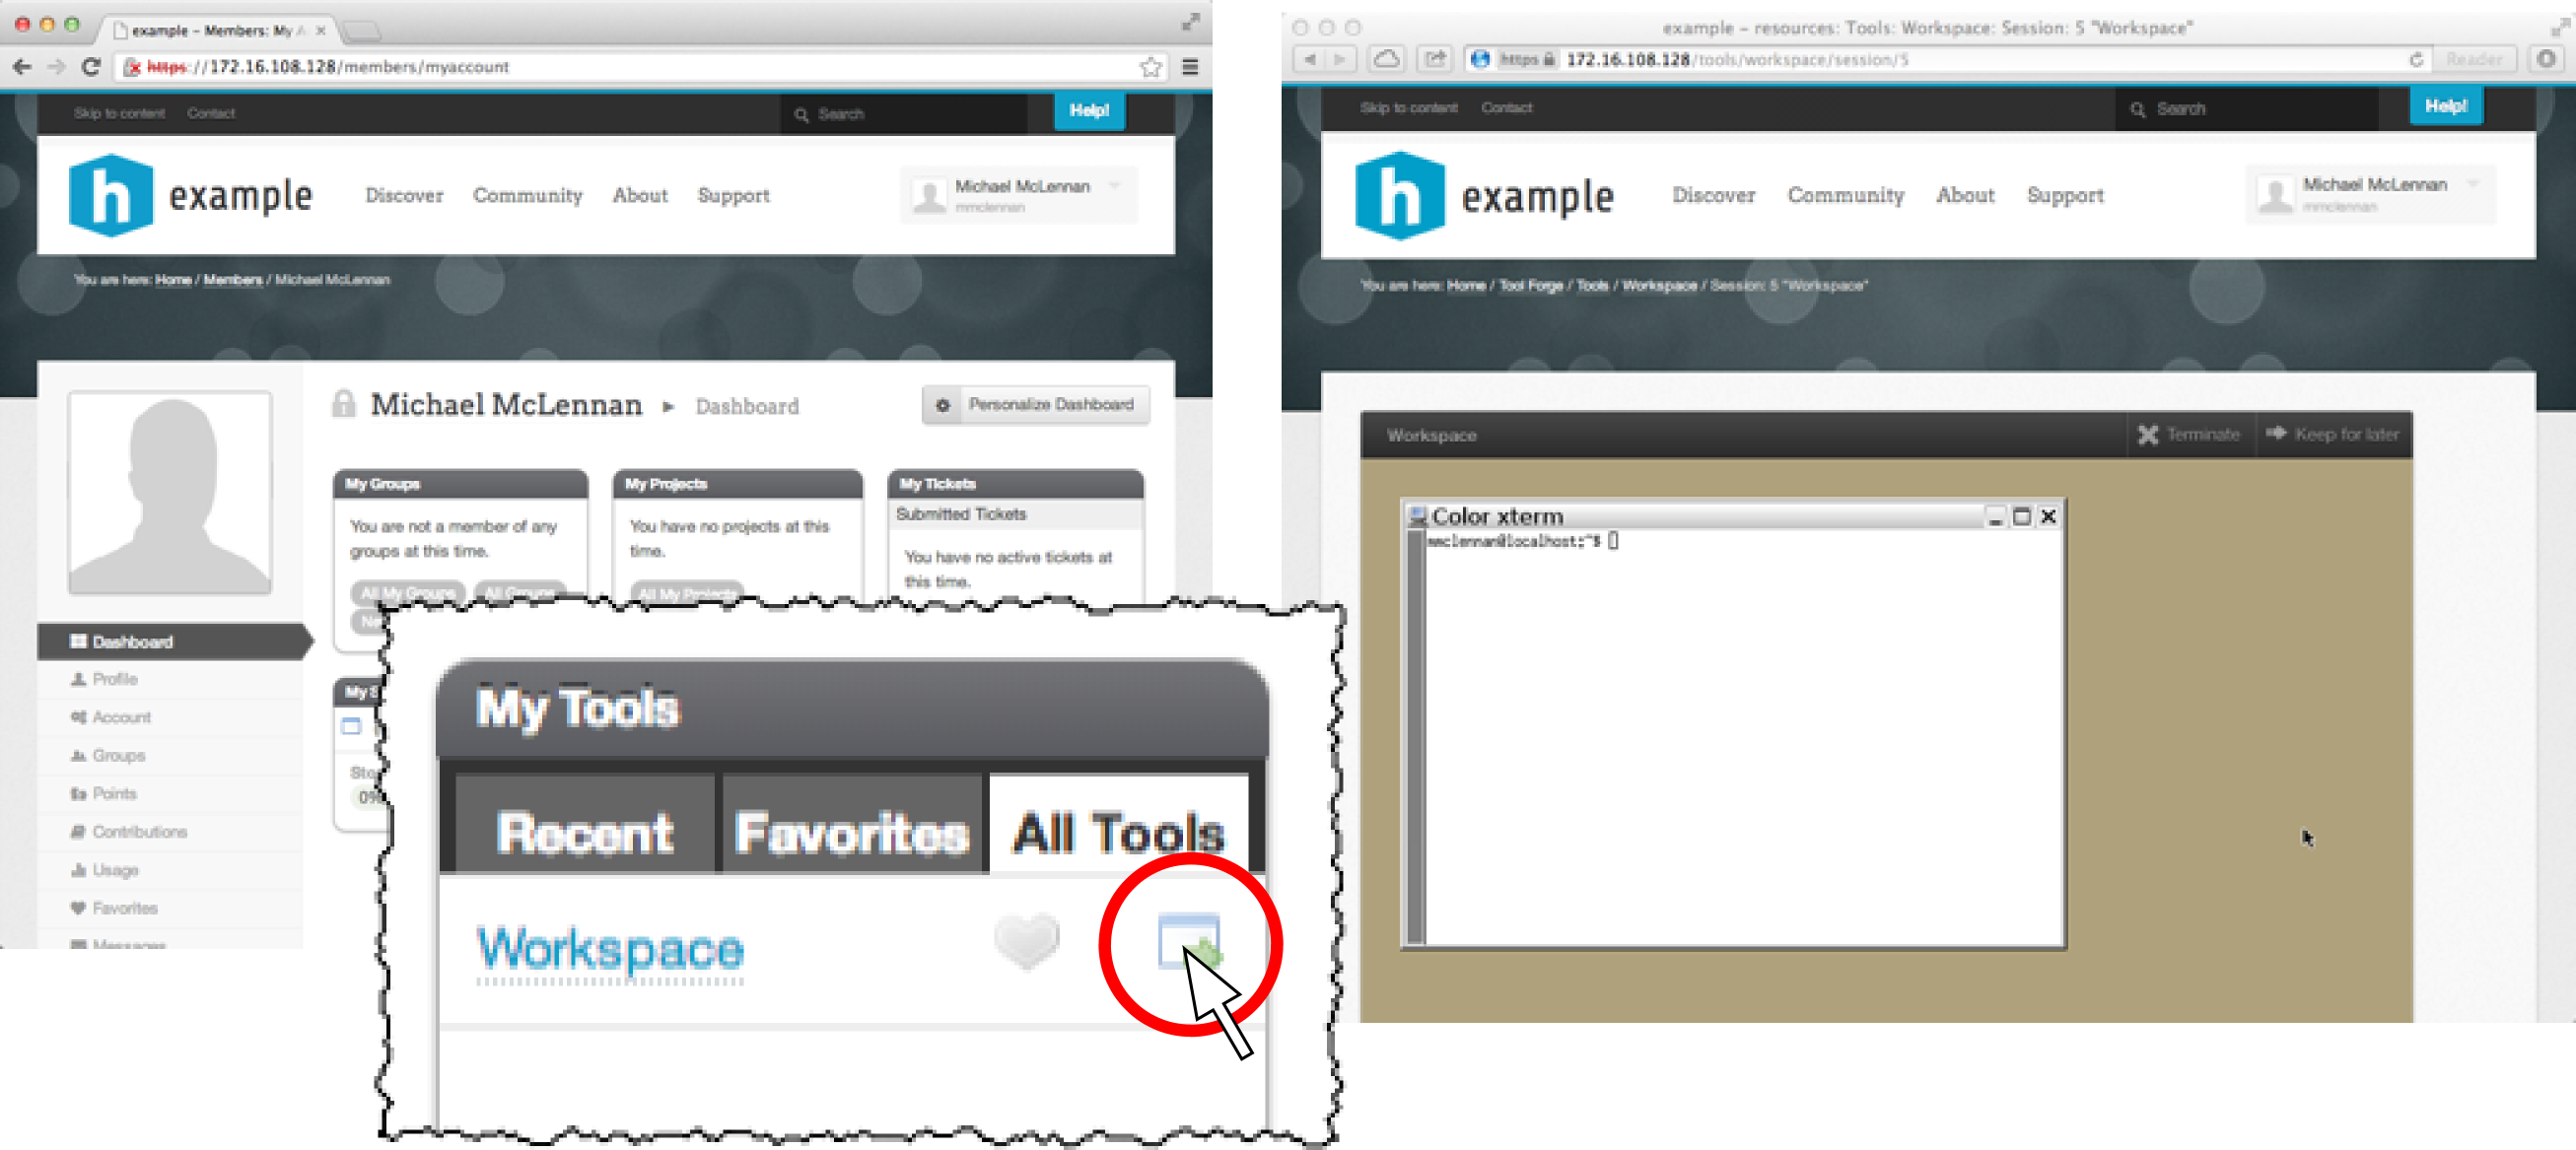 example – Members: My A
https://172.16.108.128/members/myaccount
Skip to content Contact Search Help!
h example Discover Community About Support Michael McLennan
mmclennan
You are here: Home / Members / Michael McLennan
Michael McLennan ► Dashboard Personalize Dashboard
My Groups
You are not a member of any
groups at this time.
All My Groups All Groups
My Projects
You have no projects at this
time.
All My Projects
My Tickets
Submitted Tickets
You have no active tickets at
this time.
Dashboard
Profile
Account
Groups
Points
Contributions
Usage
Favorites
Messages
My S
Sto
0%
My Tools
Recent Favorites All Tools
Workspace
example – resources: Tools: Workspace: Session: 5 "Workspace"
https 172.16.108.128/tools/workspace/session/5 Reader
Skip to content Contact Search Help!
h example Discover Community About Support Michael McLennan
mmclennan
You are here: Home / Tool Forge / Tools / Workspace / Session: 5 "Workspace"
Workspace Terminate Keep for later
Color xterm
mmclennan@localhost:~$